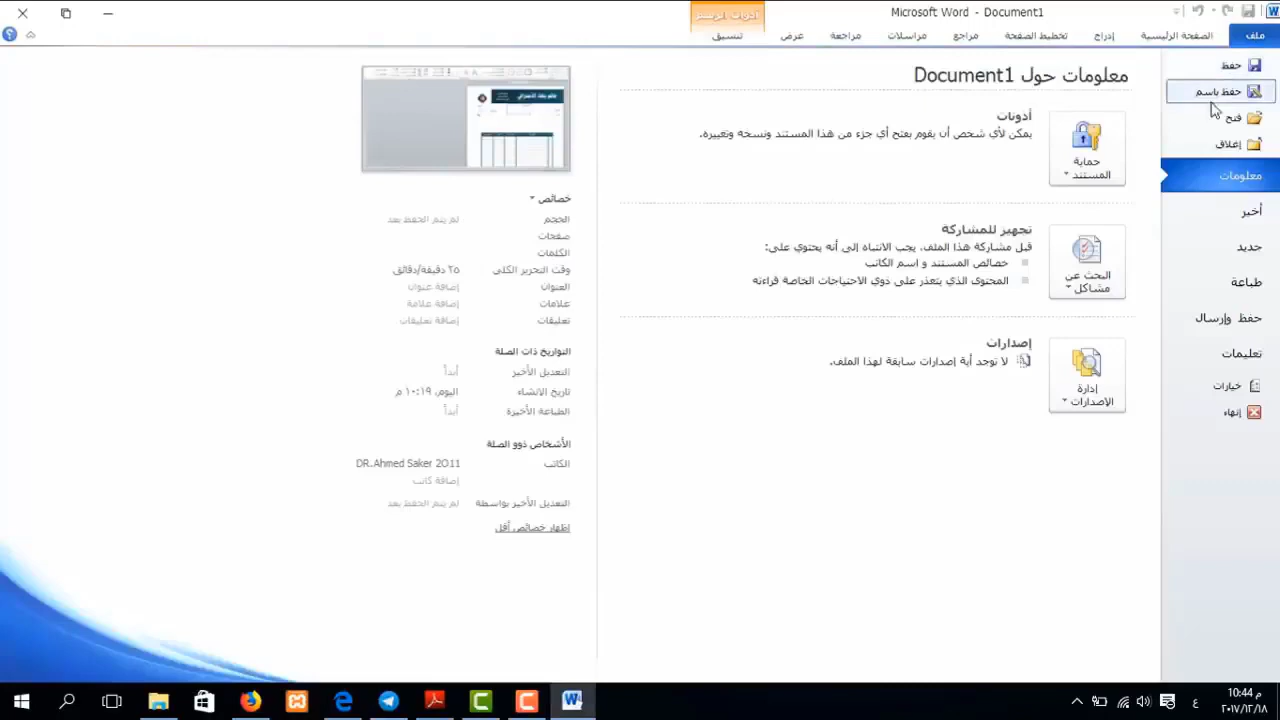 Microsoft Word - Document1
أدوات الرسم
ملف
الصفحة الرئيسية
إدراج
تخطيط الصفحة
مراجع
مراسلات
مراجعة
عرض
تنسيق
حفظ
حفظ باسم
فتح
إغلاق
معلومات
أخير
جديد
طباعة
حفظ وإرسال
تعليمات
خيارات
إنهاء
معلومات حول Document1
أذونات
يمكن لأي شخص أن يقوم بفتح أي جزء من هذا المستند ونسخه وتغييره.
حماية
المستند
تجهيز للمشاركة
قبل مشاركة هذا الملف، يجب الانتباه إلى أنه يحتوي على:
خصائص المستند و اسم الكاتب
المحتوى الذي يتعذر على ذوي الاحتياجات الخاصة قراءته
البحث عن
مشاكل
إصدارات
لا توجد أية إصدارات سابقة لهذا الملف.
إدارة
الإصدارات
خصائص
الحجم لم يتم الحفظ بعد
صفحات
الكلمات
وقت التحرير الكلي ٢٥ دقيقة/دقائق
العنوان إضافة عنوان
علامات إضافة علامة
تعليقات إضافة تعليقات
التواريخ ذات الصلة
التعديل الأخير أبداً
تاريخ الانشاء اليوم، ١٠:١٩ م
الطباعة الأخيرة أبداً
الأشخاص ذوو الصلة
الكاتب DR.Ahmed Saker 2011
إضافة كاتب
التعديل الأخير بواسطة لم يتم الحفظ بعد
إظهار خصائص أقل
ع
10:44 م
٢٠١٧/١٢/١٨